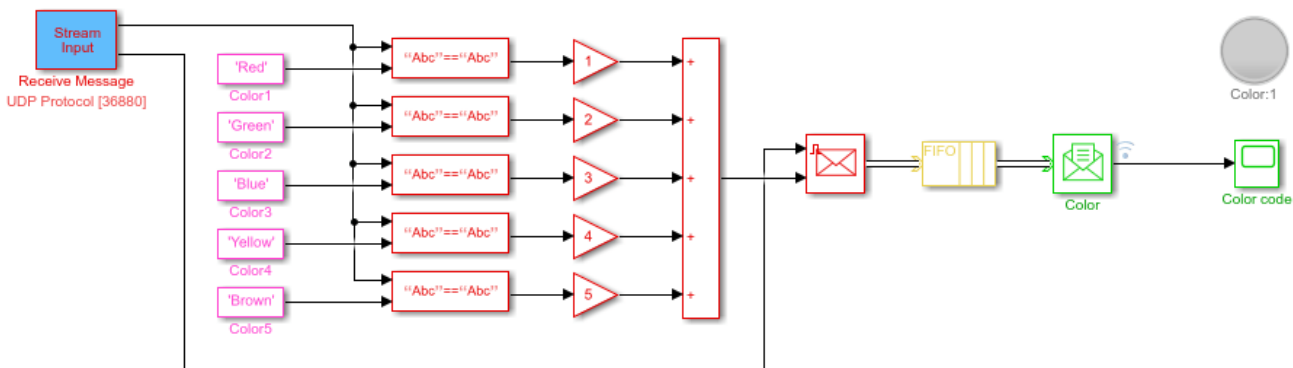 Stream
Input
Receive Message
UDP Protocol [36880]
'Red'
Color1
'Green'
Color2
'Blue'
Color3
'Yellow'
Color4
'Brown'
Color5
“Abc”==“Abc”
“Abc”==“Abc”
“Abc”==“Abc”
“Abc”==“Abc”
“Abc”==“Abc”
1
2
3
4
5
+
+
+
+
+
FIFO
Color
Color:1
Color code